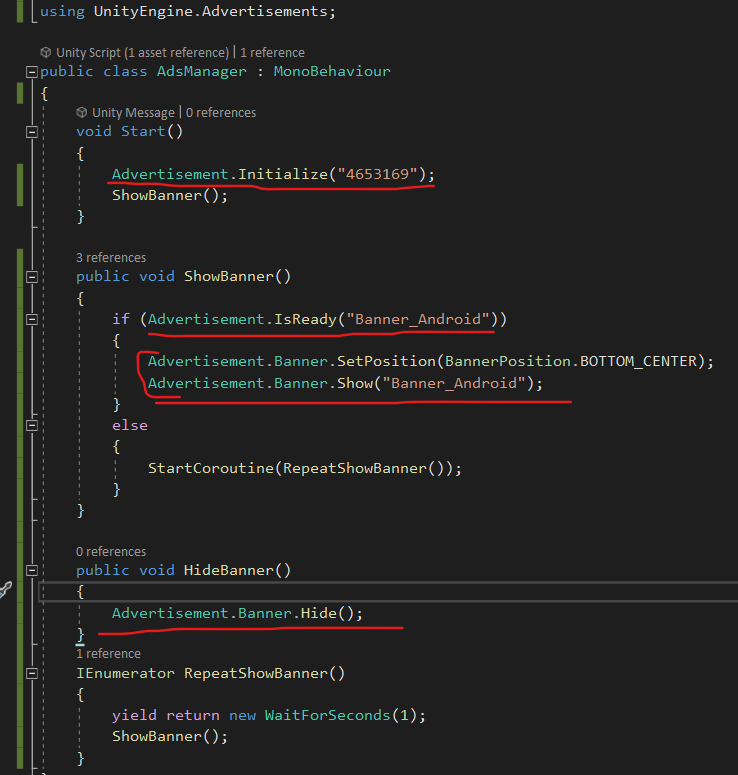 using UnityEngine.Advertisements;
Unity Script (1 asset reference) | 1 reference
public class AdsManager : MonoBehaviour
{
Unity Message | 0 references
void Start()
{
Advertisement.Initialize("4653169");
ShowBanner();
}
3 references
public void ShowBanner()
{
if (Advertisement.IsReady("Banner_Android"))
{
Advertisement.Banner.SetPosition(BannerPosition.BOTTOM_CENTER);
Advertisement.Banner.Show("Banner_Android");
}
else
{
StartCoroutine(RepeatShowBanner());
}
}
0 references
public void HideBanner()
{
Advertisement.Banner.Hide();
}
1 reference
IEnumerator RepeatShowBanner()
{
yield return new WaitForSeconds(1);
ShowBanner();
}